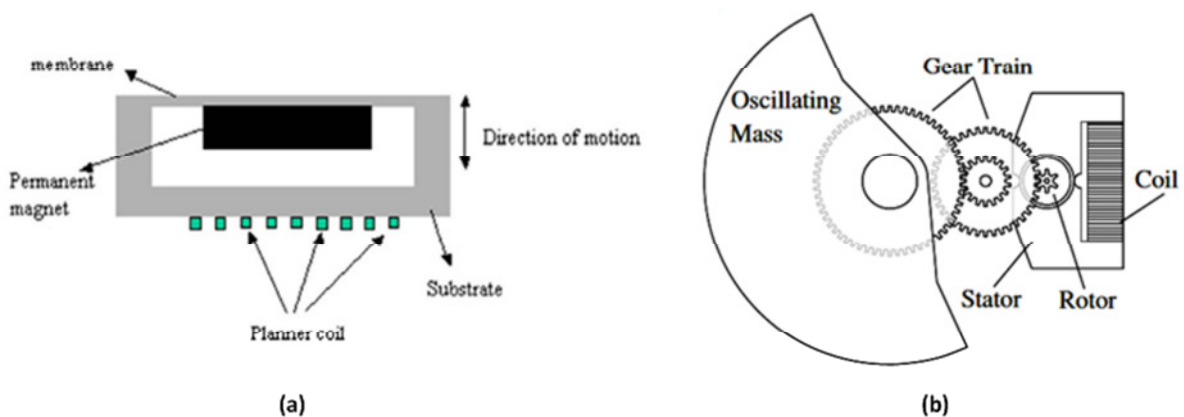 membrane
Direction of motion
Permanent
magnet
Substrate
Planner coil
(a)
Gear Train
Oscillating
Mass
Coil
Stator
Rotor
(b)